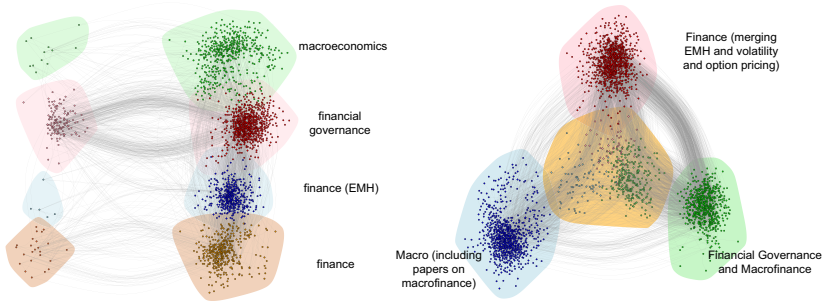 macroeconomics
financial
governance
finance (EMH)
finance
Finance (merging
EMH and volatility
and option pricing)
Macro (including
papers on
macrofinance)
Financial Governance
and Macrofinance